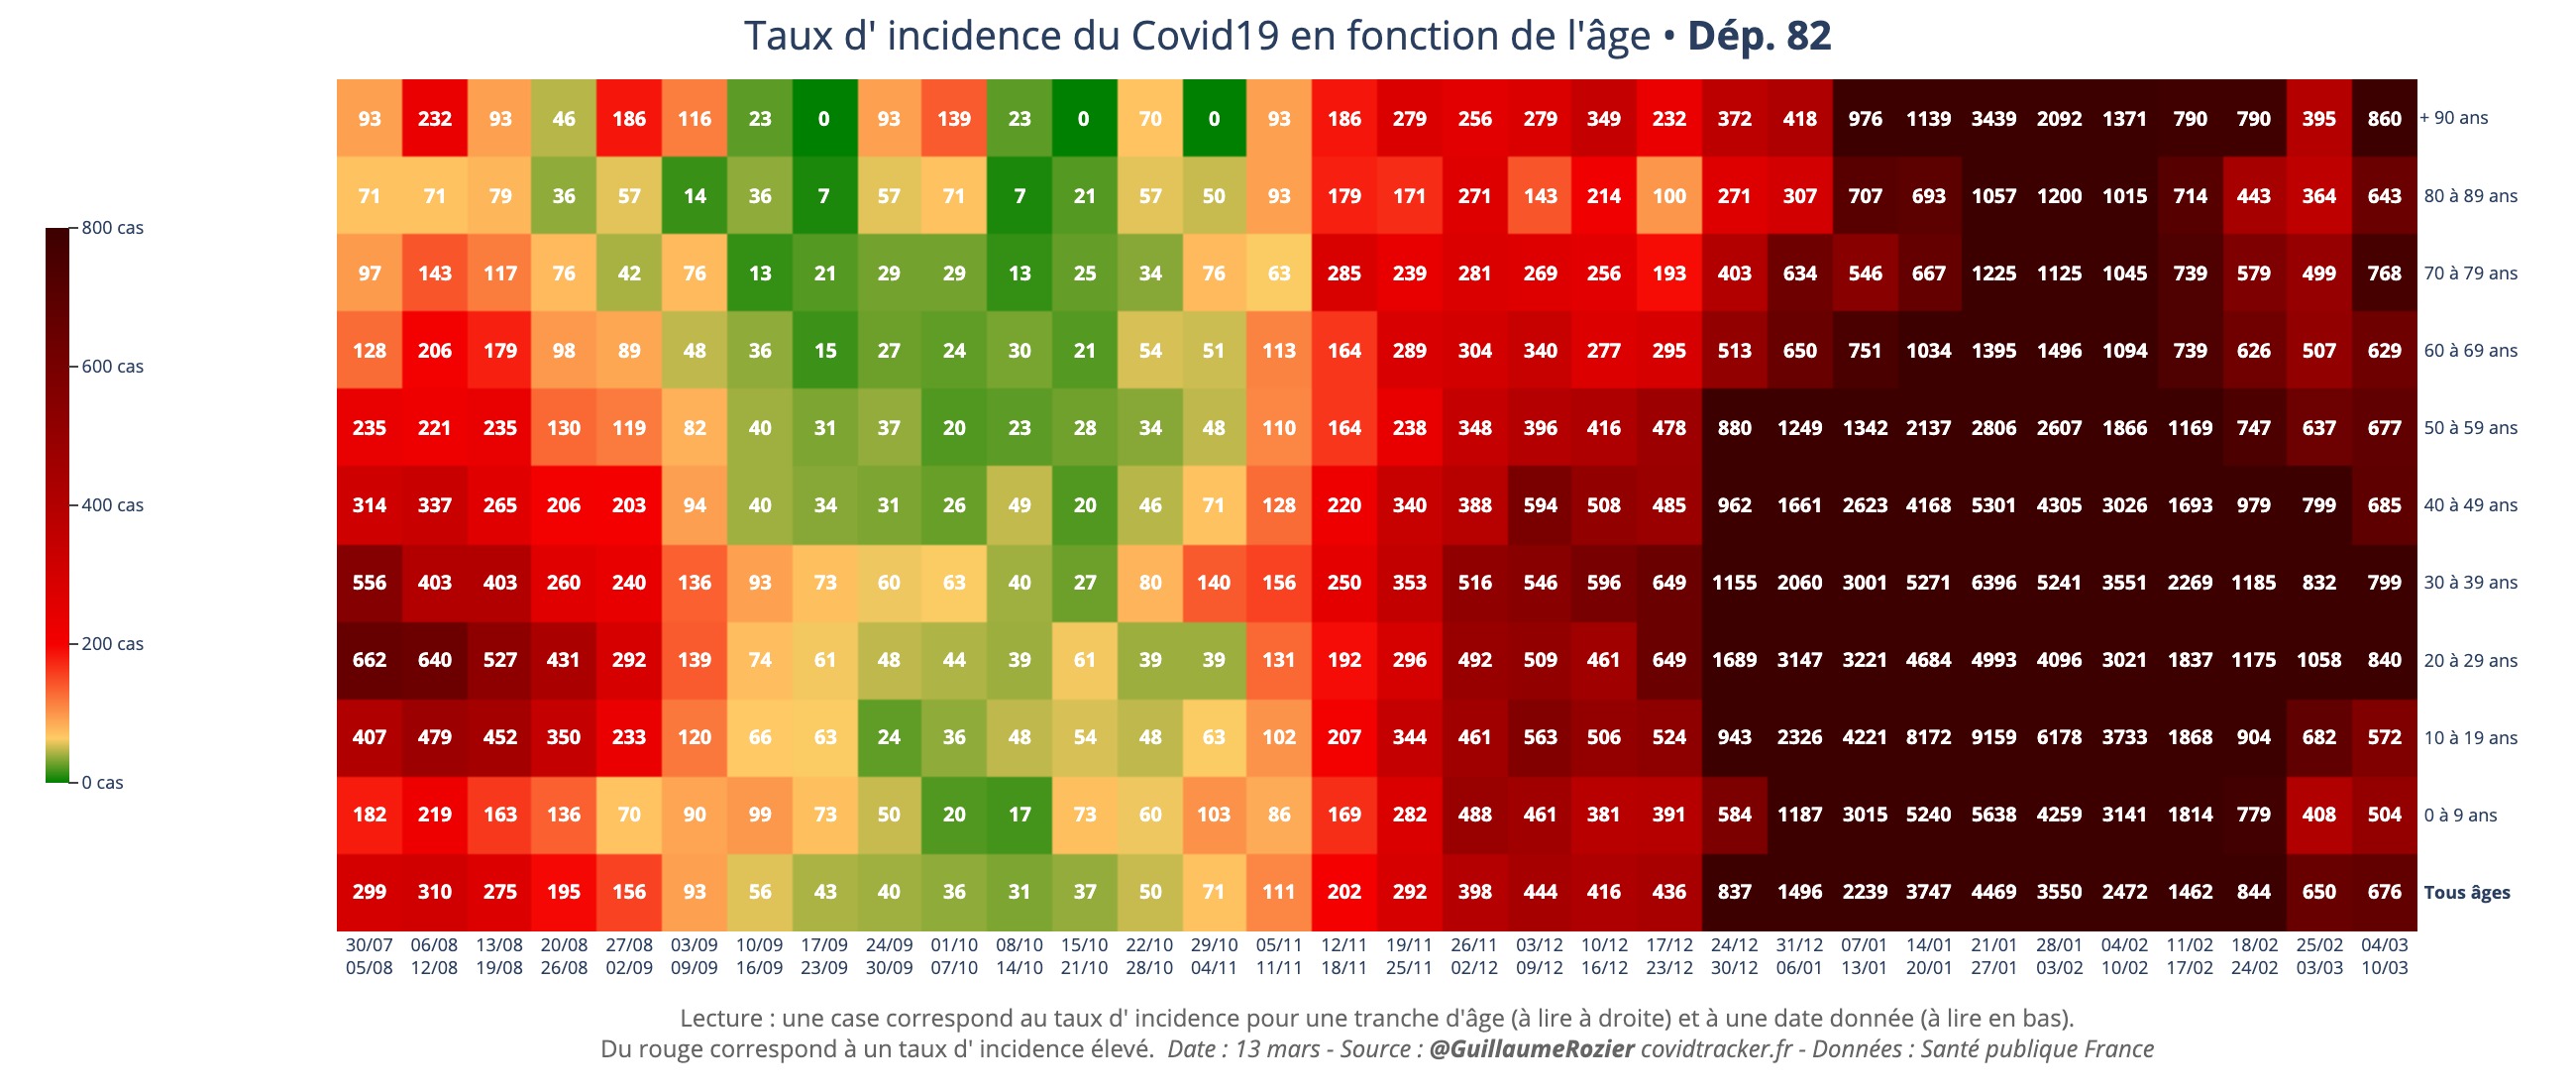 Taux d' incidence du Covid19 en fonction de l'âge • Dép. 82
93 232 93 46 186 116 23 0 93 139 23 0 70 0 93 186 279 256 279 349 232 372 418 976 1139 3439 2092 1371 790 790 395 860 + 90 ans
71 71 79 36 57 14 36 7 57 71 7 21 57 50 93 179 171 271 143 214 100 271 307 707 693 1057 1200 1015 714 443 364 643 80 à 89 ans
97 143 117 76 42 76 13 21 29 29 13 25 34 76 63 285 239 281 269 256 193 403 634 546 667 1225 1125 1045 739 579 499 768 70 à 79 ans
128 206 179 98 89 48 36 15 27 24 30 21 54 51 113 164 289 304 340 277 295 513 650 751 1034 1395 1496 1094 739 626 507 629 60 à 69 ans
235 221 235 130 119 82 40 31 37 20 23 28 34 48 110 164 238 348 396 416 478 880 1249 1342 2137 2806 2607 1866 1169 747 637 677 50 à 59 ans
314 337 265 206 203 94 40 34 31 26 49 20 46 71 128 220 340 388 594 508 485 962 1661 2623 4168 5301 4305 3026 1693 979 799 685 40 à 49 ans
556 403 403 260 240 136 93 73 60 63 40 27 80 140 156 250 353 516 546 596 649 1155 2060 3001 5271 6396 5241 3551 2269 1185 832 799 30 à 39 ans
662 640 527 431 292 139 74 61 48 44 39 61 39 39 131 192 296 492 509 461 649 1689 3147 3221 4684 4993 4096 3021 1837 1175 1058 840 20 à 29 ans
407 479 452 350 233 120 66 63 24 36 48 54 48 63 102 207 344 461 563 506 524 943 2326 4221 8172 9159 6178 3733 1868 904 682 572 10 à 19 ans
182 219 163 136 70 90 99 73 50 20 17 73 60 103 86 169 282 488 461 381 391 584 1187 3015 5240 5638 4259 3141 1814 779 408 504 0 à 9 ans
299 310 275 195 156 93 56 43 40 36 31 37 50 71 111 202 292 398 444 416 436 837 1496 2239 3747 4469 3550 2472 1462 844 650 676 Tous âges
800 cas
600 cas
400 cas
200 cas
0 cas
30/07 06/08 13/08 20/08 27/08 03/09 10/09 17/09 24/09 01/10 08/10 15/10 22/10 29/10 05/11 12/11 19/11 26/11 03/12 10/12 17/12 24/12 31/12 07/01 14/01 21/01 28/01 04/02 11/02 18/02 25/02 04/03
05/08 12/08 19/08 26/08 02/09 09/09 16/09 23/09 30/09 07/10 14/10 21/10 28/10 04/11 11/11 18/11 25/11 02/12 09/12 16/12 23/12 30/12 06/01 13/01 20/01 27/01 03/02 10/02 17/02 24/02 03/03 10/03
Lecture : une case correspond au taux d' incidence pour une tranche d'âge (à lire à droite) et à une date donnée (à lire en bas).
Du rouge correspond à un taux d' incidence élevé. Date : 13 mars - Source : @GuillaumeRozier covidtracker.fr - Données : Santé publique France